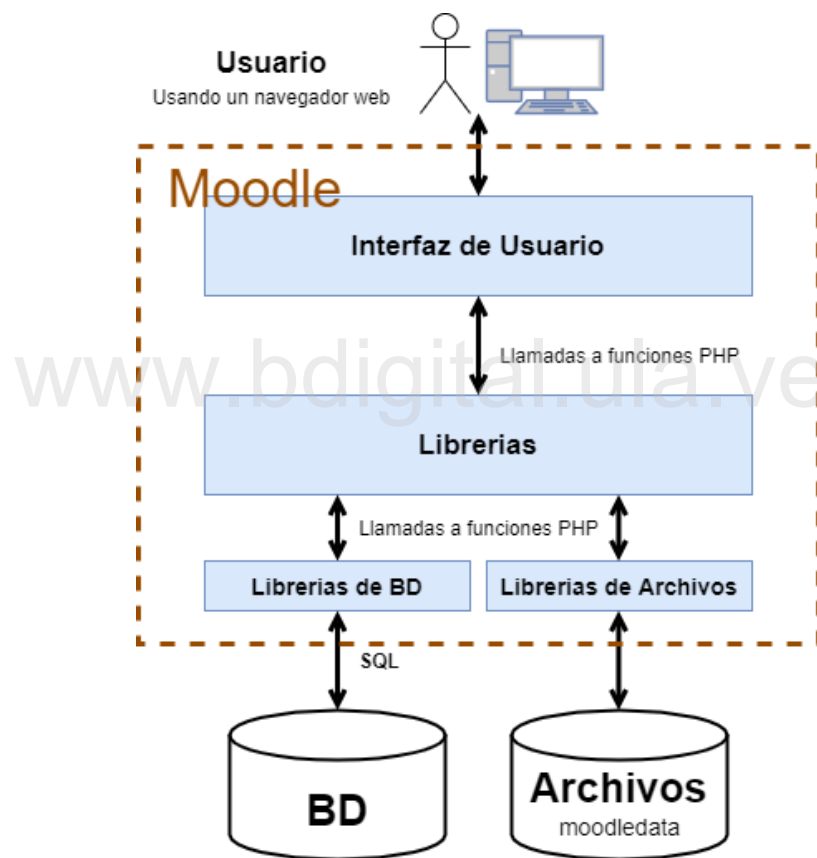 Usuario
Usando un navegador web
Moodle
Interfaz de Usuario
Llamadas a funciones PHP
www.bdigital.ula.ve
Librerias
Llamadas a funciones PHP
Librerias de BD
Librerias de Archivos
SQL
BD
Archivos
moodledata